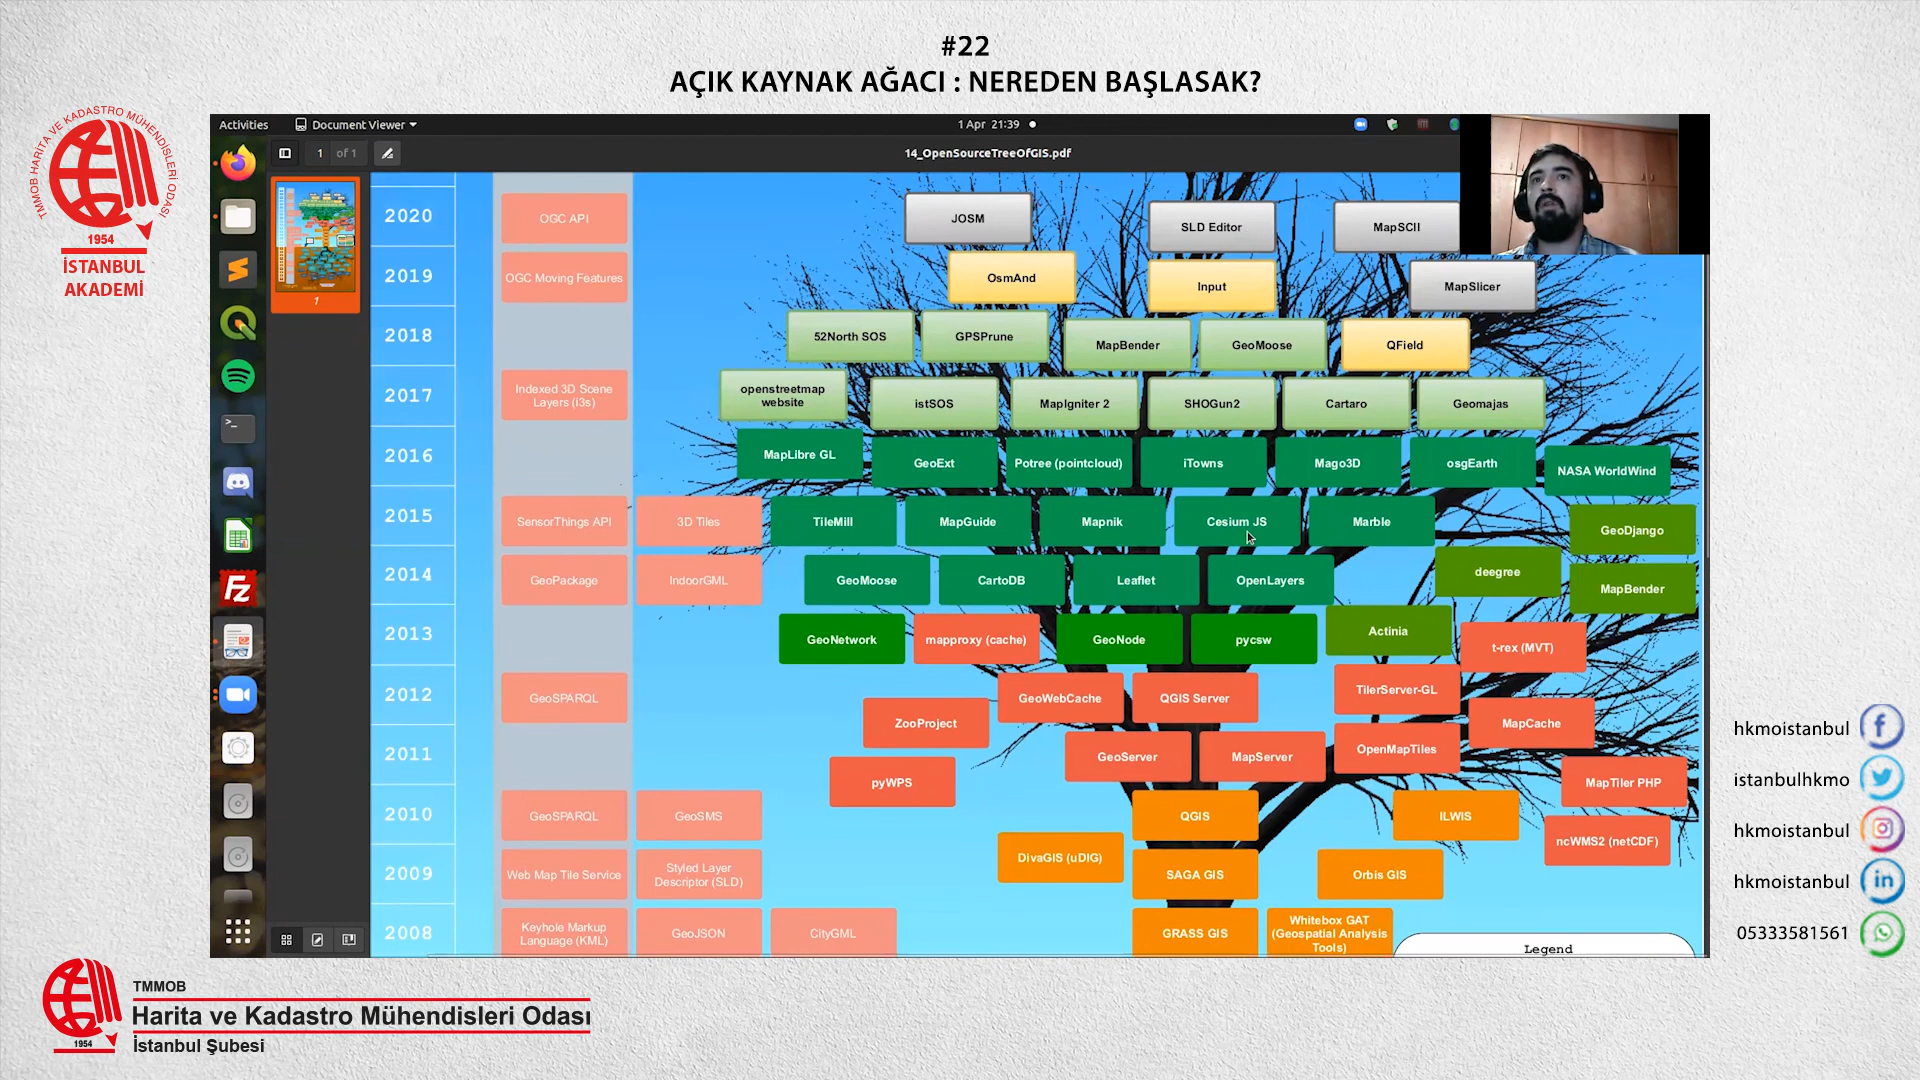 #22
AÇIK KAYNAK AĞACI : NEREDEN BAŞLASAK?
TMMOB HARİTA VE KADASTRO MÜHENDİSLERİ ODASI
1954
İSTANBUL
AKADEMİ
Activities
Document Viewer
1 Apr 21:39
1 of 1
14_OpenSourceTreeOfGIS.pdf
1
2020
OGC API
JOSM
SLD Editor
MapSCII
2019
OGC Moving Features
OsmAnd
Input
MapSlicer
2018
52North SOS
GPSPrune
MapBender
GeoMoose
QField
2017
Indexed 3D Scene
Layers (i3s)
openstreetmap
website
istSOS
MapIgniter 2
SHOGun2
Cartaro
Geomajas
2016
MapLibre GL
GeoExt
Potree (pointcloud)
iTowns
Mago3D
osgEarth
NASA WorldWind
2015
SensorThings API
3D Tiles
TileMill
MapGuide
Mapnik
Cesium JS
Marble
GeoDjango
2014
GeoPackage
IndoorGML
GeoMoose
CartoDB
Leaflet
OpenLayers
deegree
MapBender
2013
GeoNetwork
mapproxy (cache)
GeoNode
pycsw
Actinia
t-rex (MVT)
2012
GeoSPARQL
ZooProject
GeoWebCache
QGIS Server
TilerServer-GL
MapCache
2011
pyWPS
GeoServer
MapServer
OpenMapTiles
MapTiler PHP
2010
GeoSPARQL
GeoSMS
QGIS
ILWIS
ncWMS2 (netCDF)
2009
Web Map Tile Service
Styled Layer
Descriptor (SLD)
DivaGIS (uDIG)
SAGA GIS
Orbis GIS
2008
Keyhole Markup
Language (KML)
GeoJSON
CityGML
GRASS GIS
Whitebox GAT
(Geospatial Analysis
Tools)
Legend
hkmoistanbul
istanbulhkmo
hkmoistanbul
hkmoistanbul
05333581561
1954
TMMOB
Harita ve Kadastro Mühendisleri Odası
İstanbul Şubesi